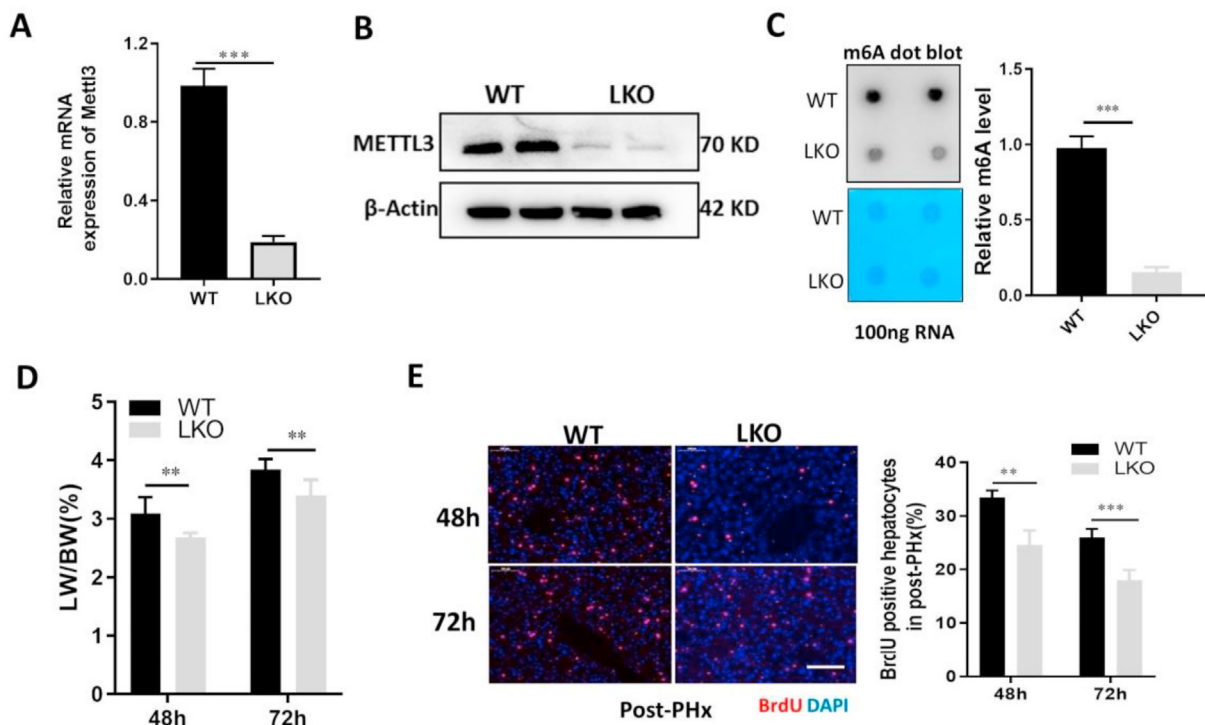 A
Relative mRNA
expression of Mettl3
1.2
0.8
0.4
0.0
***
WT
LKO
B
WT LKO
METTL3
70 KD
β-Actin
42 KD
C
m6A dot blot
WT
LKO
WT
LKO
100ng RNA
Relative m6A level
1.5
1.0
0.5
0.0
***
WT
LKO
D
LW/BW(%)
5
4
3
2
1
0
WT
LKO
**
**
48h
72h
E
WT
LKO
48h
72h
Post-PHx
BrdU DAPI
BrdU positive hepatocytes
in post-PHx(%)
40
30
20
10
0
WT
LKO
**
***
48h
72h